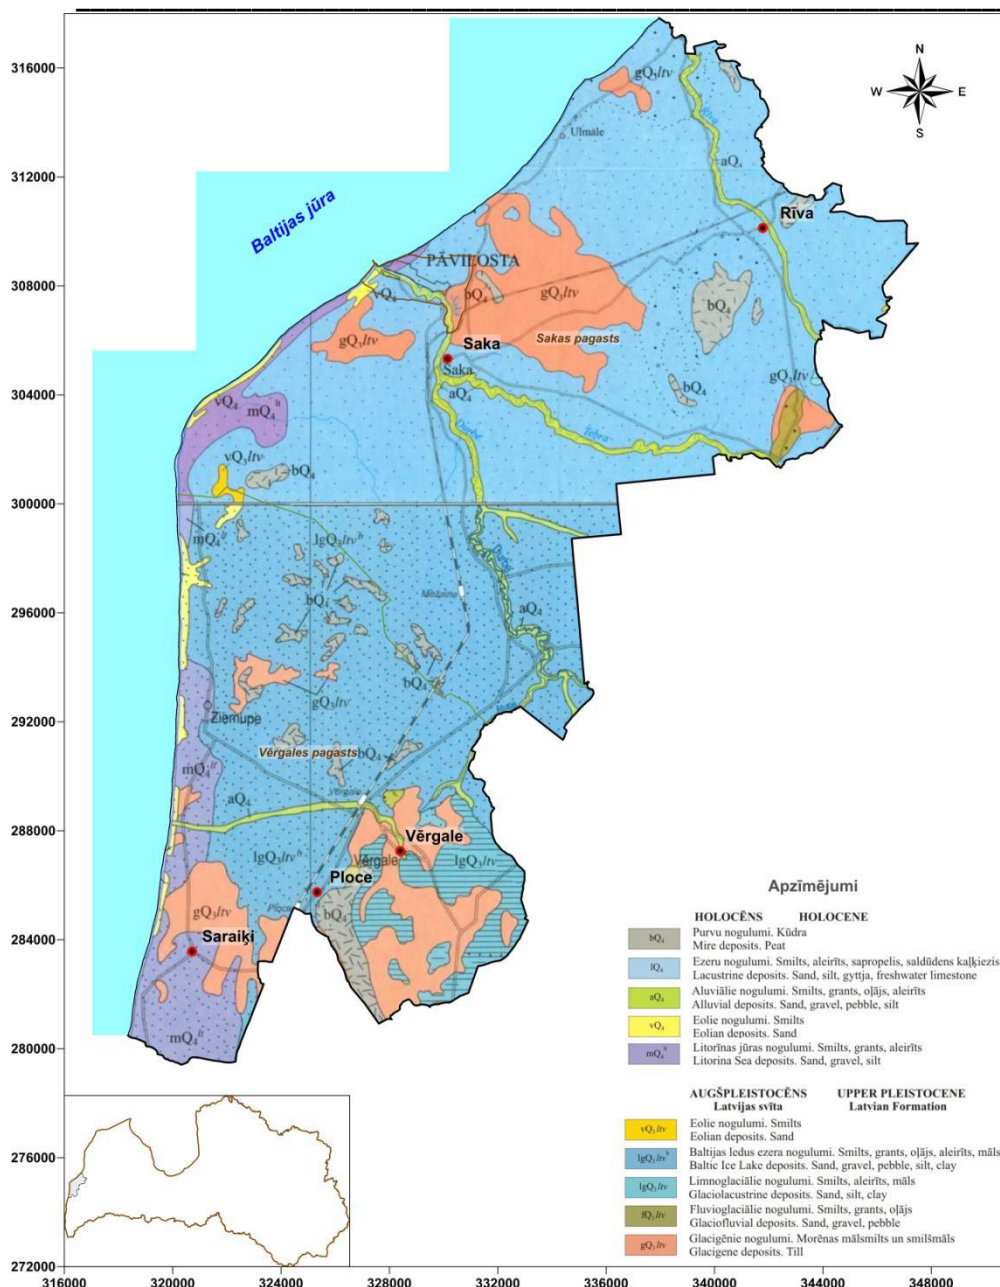 316000
312000
308000
304000
300000
296000
292000
288000
284000
280000
276000
272000
316000
320000
324000
328000
332000
336000
340000
344000
348000
N
W
E
S
Baltijas jūra
gQ₃ltv
Ulmāle
Rīva
aQ₄
Rīva
PĀVILOSTA
vQ₄
bQ₄
gQ₃ltv
bQ₄
gQ₃ltv
Saka
Saka
Sakas pagasts
aQ₄
bQ₄
gQ₃ltv
Durbe
Tebra
vQ₄
mQ₄ˡᵗ
vQ₃ltv
bQ₄
mQ₄ˡᵗ
lgQ₃ltvᵇ
bQ₄
Durbe
aQ₄
bQ₄
gQ₃ltv
Ziemupe
Vērgales pagasts
bQ₄
mQ₄ˡᵗ
aQ₄
Vērgale
Vērgale
Vērgale
lgQ₃ltvᵇ
lgQ₃ltv
Ploce
Ploce
bQ₄
gQ₃ltv
Saraiķi
mQ₄ˡᵗ
Apzīmējumi
HOLOCĒNS HOLOCENE
bQ₄ Purvu nogulumi. Kūdra
Mire deposits. Peat
lQ₄ Ezeru nogulumi. Smilts, aleirīts, sapropelis, saldūdens kaļķiezis
Lacustrine deposits. Sand, silt, gyttja, freshwater limestone
aQ₄ Aluviālie nogulumi. Smilts, grants, oļājs, aleirīts
Alluvial deposits. Sand, gravel, pebble, silt
vQ₄ Eolie nogulumi. Smilts
Eolian deposits. Sand
mQ₄ˡᵗ Litorīnas jūras nogulumi. Smilts, grants, aleirīts
Litorina Sea deposits. Sand, gravel, silt
AUGŠPLEISTOCĒNS UPPER PLEISTOCENE
Latvijas svīta Latvian Formation
vQ₃ltv Eolie nogulumi. Smilts
Eolian deposits. Sand
lgQ₃ltvᵇ Baltijas ledus ezera nogulumi. Smilts, grants, oļājs, aleirīts, māls
Baltic Ice Lake deposits. Sand, gravel, pebble, silt, clay
lgQ₃ltv Limnoglaciālie nogulumi. Smilts, aleirīts, māls
Glaciolacustrine deposits. Sand, silt, clay
fQ₃ltv Fluvioglaciālie nogulumi. Smilts, grants, oļājs
Glaciofluvial deposits. Sand, gravel, pebble
gQ₃ltv Glacigēnie nogulumi. Morēnas mālsmilts un smilšmāls
Glacigene deposits. Till